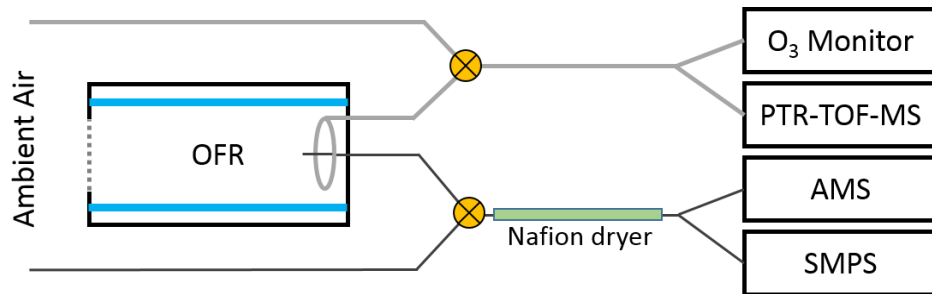 Ambient Air
OFR
Nafion dryer
O₃ Monitor
PTR-TOF-MS
AMS
SMPS